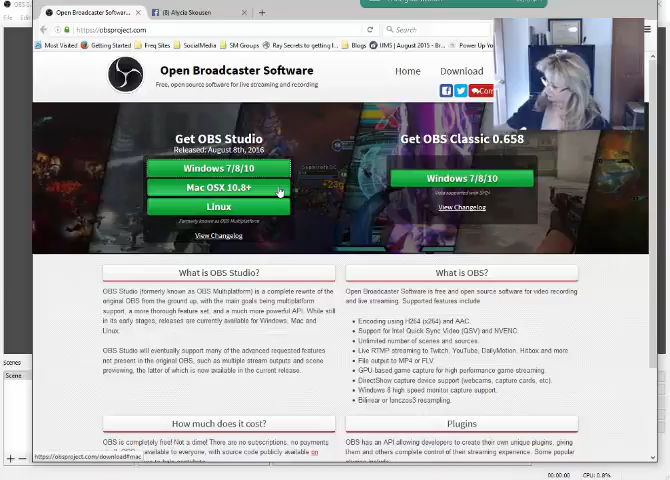 Open Broadcaster Softwar...
(8) Alycia Skousen
https://obsproject.com
Search
Most Visited
Getting Started
Freq Sites
SocialMedia
SM Groups
Ray Secrets to getting l...
Blogs
IIMS | August 2015 - Br...
Power Up Yo
Open Broadcaster Software
Free, open source software for live streaming and recording
Home
Download
Com
Get OBS Studio
Released: August 8th, 2016
Windows 7/8/10
Mac OSX 10.8+
Linux
Formerly known as OBS Multiplatform
View Changelog
Get OBS Classic 0.658
Windows 7/8/10
View Changelog
What is OBS Studio?
OBS Studio (formerly known as OBS Multiplatform) is a complete rewrite of the
original OBS from the ground up, with the main goals being multiplatform
support, a more thorough feature set, and a much more powerful API. While still
in its early stages, releases are currently available for Windows, Mac and
Linux.
OBS Studio will eventually support many of the advanced requested features
not present in the original OBS, such as multiple stream outputs and scene
previewing, the latter of which is now available in the current release.
What is OBS?
Open Broadcaster Software is free and open source software for video recording
and live streaming. Supported features include
Encoding using H264 (x264) and AAC.
Support for Intel Quick Sync Video (QSV) and NVENC.
Unlimited number of scenes and sources.
Live RTMP streaming to Twitch, YouTube, DailyMotion, Hitbox and more.
File output to MP4 or FLV.
GPU-based game capture for high performance game streaming.
DirectShow capture device support (webcams, capture cards, etc).
Windows 8 high speed monitor capture support.
Bilinear or lanczos3 resampling.
How much does it cost?
OBS is completely free! Not a dime! There are no subscriptions, no payments
available to everyone, with source code publicly available on
Plugins
OBS has an API allowing developers to create their own unique plugins, giving
them and others complete control of their streaming experience. Some popular
Scenes
Scene
https://obsproject.com/download#mac
00:00:00
CPU: 0.8%